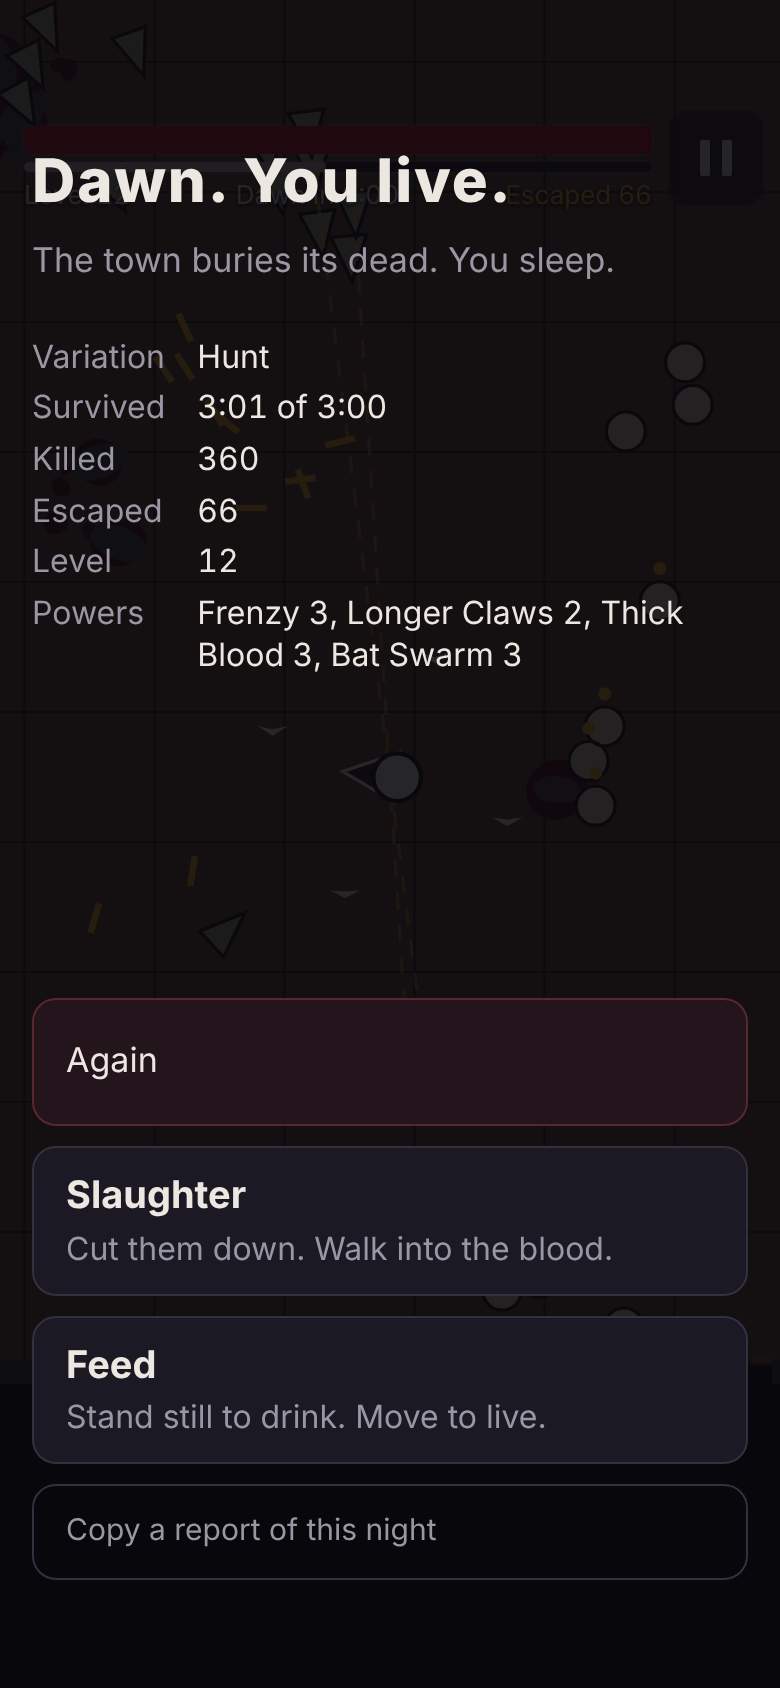 Dawn. You live.
Escaped 66
The town buries its dead. You sleep.
Variation Hunt
Survived 3:01 of 3:00
Killed 360
Escaped 66
Level 12
Powers Frenzy 3, Longer Claws 2, Thick
Blood 3, Bat Swarm 3
Again
Slaughter
Cut them down. Walk into the blood.
Feed
Stand still to drink. Move to live.
Copy a report of this night